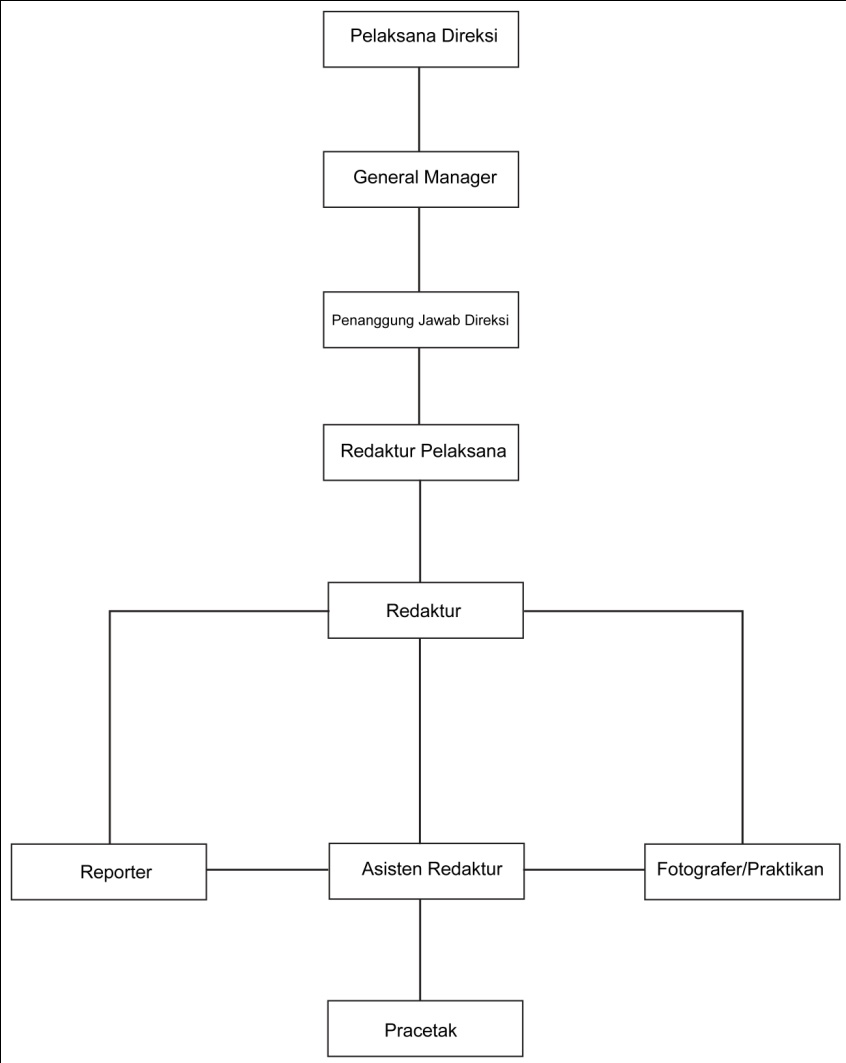 Pelaksana Direksi
General Manager
Penanggung Jawab Direksi
Redaktur Pelaksana
Redaktur
Reporter
Asisten Redaktur
Fotografer/Praktikan
Pracetak